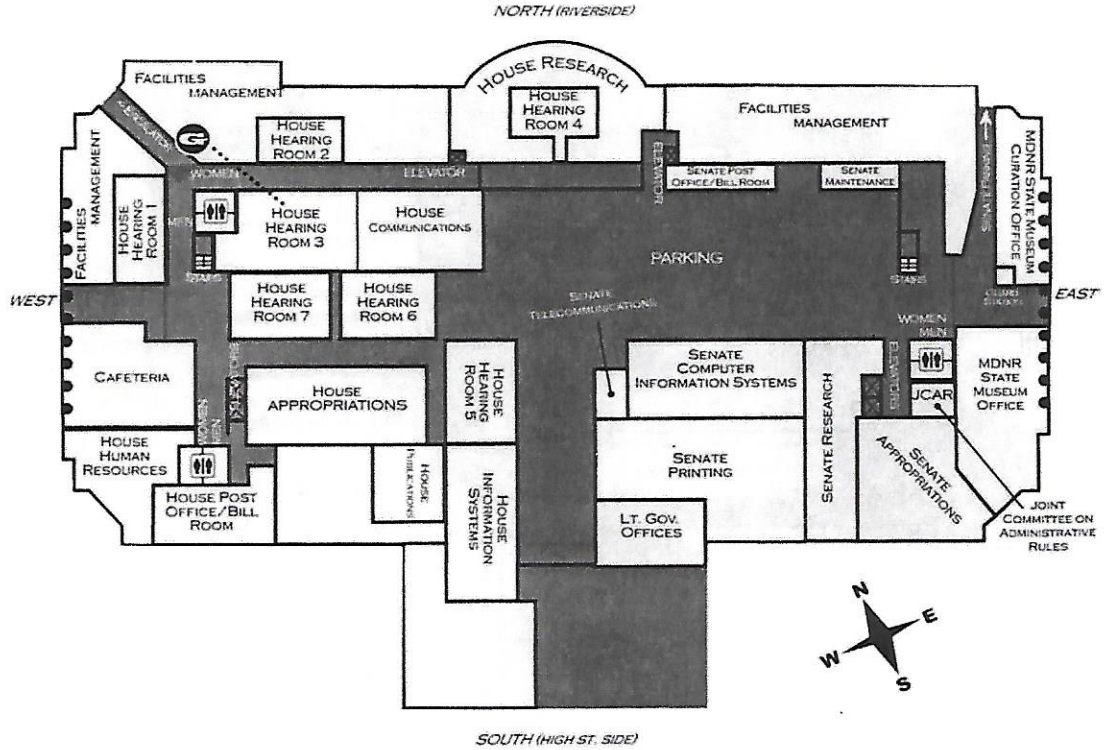 NORTH (RIVERSIDE)
FACILITIES
MANAGEMENT
HOUSE RESEARCH
HOUSE
HEARING
ROOM 4
FACILITIES
MANAGEMENT
ESCALATOR
G
HOUSE
HEARING
ROOM 2
WOMEN
ELEVATOR
ELEVATOR
SENATE POST
OFFICE/BILL ROOM
SENATE
MAINTENANCE
MDNR STATE MUSEUM
CURATION OFFICE
FACILITIES
MANAGEMENT
HOUSE
HEARING
ROOM 1
MEN
HOUSE
HEARING
ROOM 3
HOUSE
COMMUNICATIONS
PARKING
STAIRS
STAIRS
GUARD
STATION
WEST
EAST
HOUSE
HEARING
ROOM 7
HOUSE
HEARING
ROOM 6
SENATE
TELECOMMUNICATIONS
WOMEN
MEN
CAFETERIA
HOUSE
APPROPRIATIONS
HOUSE
HEARING
ROOM 5
SENATE
COMPUTER
INFORMATION SYSTEMS
SENATE RESEARCH
ELEVATORS
JCAR
MDNR
STATE
MUSEUM
OFFICE
WOMEN
MEN
HOUSE
HUMAN
RESOURCES
HOUSE
PUBLICATIONS
HOUSE
INFORMATION
SYSTEMS
SENATE
PRINTING
SENATE
APPROPRIATIONS
HOUSE POST
OFFICE/BILL
ROOM
LT. GOV.
OFFICES
JOINT
COMMITTEE ON
ADMINISTRATIVE
RULES
N
E
W
S
SOUTH (HIGH ST. SIDE)